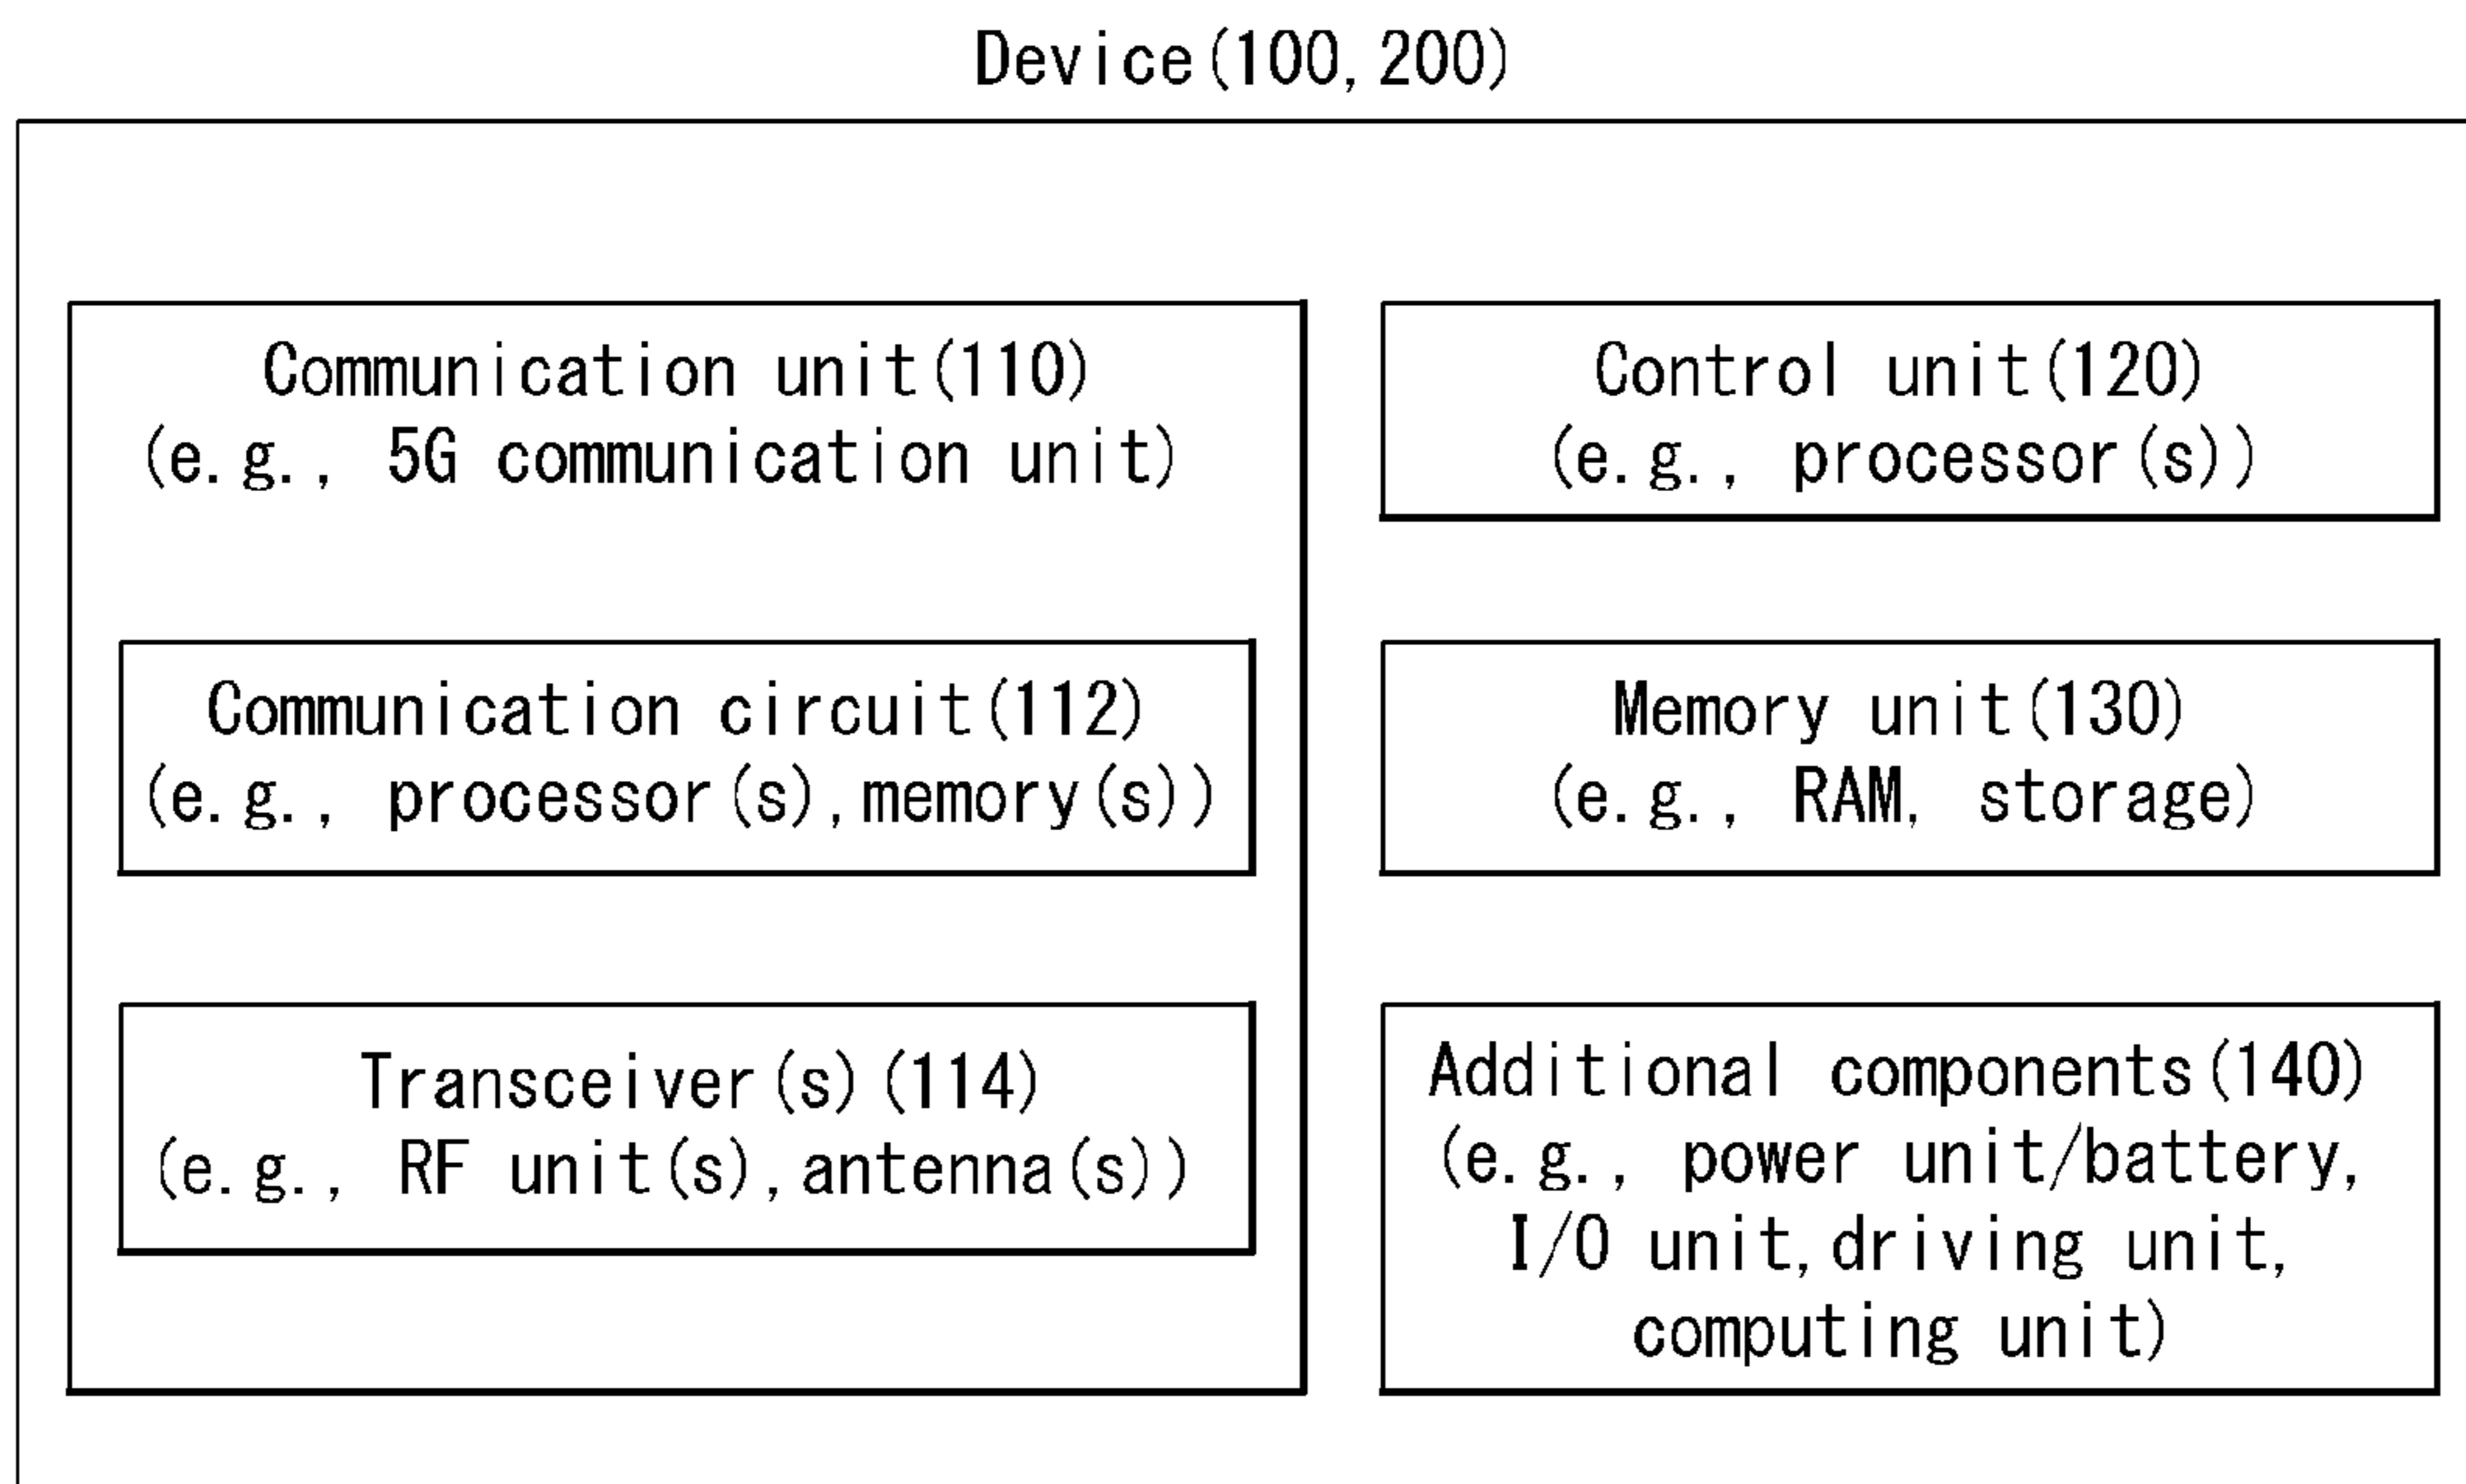 Device(100,200)
Communication unit(110)
(e.g., 5G communication unit)
Communication circuit(112)
(e.g., processor(s),memory(s))
Transceiver(s)(114)
(e.g., RF unit(s),antenna(s))
Control unit(120)
(e.g., processor(s))
Memory unit(130)
(e.g., RAM, storage)
Additional components(140)
(e.g., power unit/battery,
I/O unit,driving unit,
computing unit)